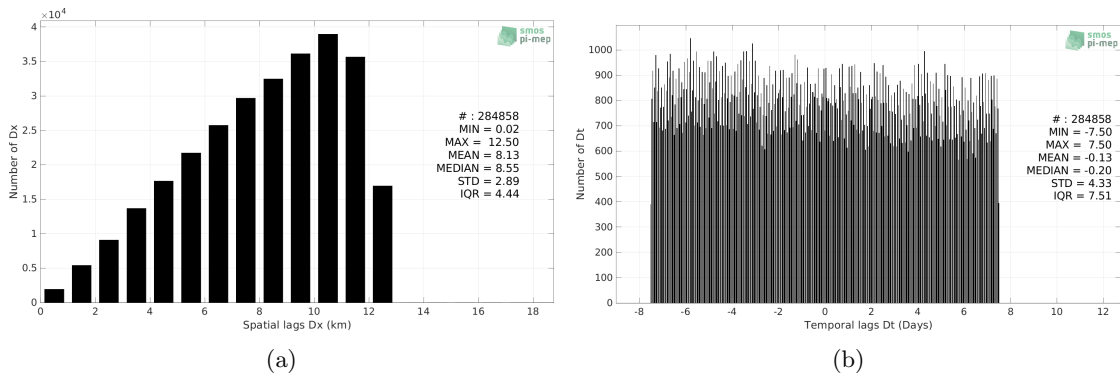 ×10⁴
4
3.5
3
2.5
2
1.5
1
0.5
0
Number of Dx
smos
pi-mep
# : 284858
MIN = 0.02
MAX = 12.50
MEAN = 8.13
MEDIAN = 8.55
STD = 2.89
IQR = 4.44
0 2 4 6 8 10 12 14 16 18
Spatial lags Dx (km)
(a)
1000
900
800
700
600
500
400
300
200
100
0
Number of Dt
smos
pi-mep
# : 284858
MIN = -7.50
MAX = 7.50
MEAN = -0.13
MEDIAN = -0.20
STD = 4.33
IQR = 7.51
-8 -6 -4 -2 0 2 4 6 8 10 12
Temporal lags Dt (Days)
(b)